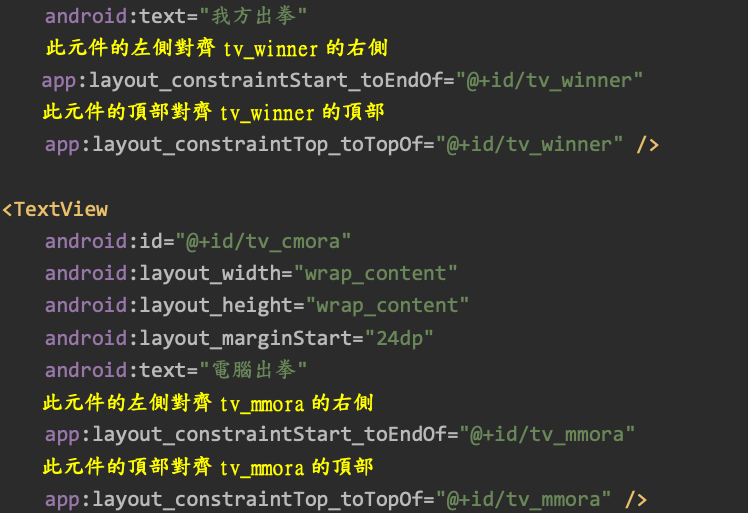 android:text="我方出拳"
此元件的左側對齊 tv_winner 的右側
app:layout_constraintStart_toEndOf="@+id/tv_winner"
此元件的頂部對齊 tv_winner 的頂部
app:layout_constraintTop_toTopOf="@+id/tv_winner" />
<TextView
android:id="@+id/tv_cmora"
android:layout_width="wrap_content"
android:layout_height="wrap_content"
android:layout_marginStart="24dp"
android:text="電腦出拳"
此元件的左側對齊 tv_mmora 的右側
app:layout_constraintStart_toEndOf="@+id/tv_mmora"
此元件的頂部對齊 tv_mmora 的頂部
app:layout_constraintTop_toTopOf="@+id/tv_mmora" />